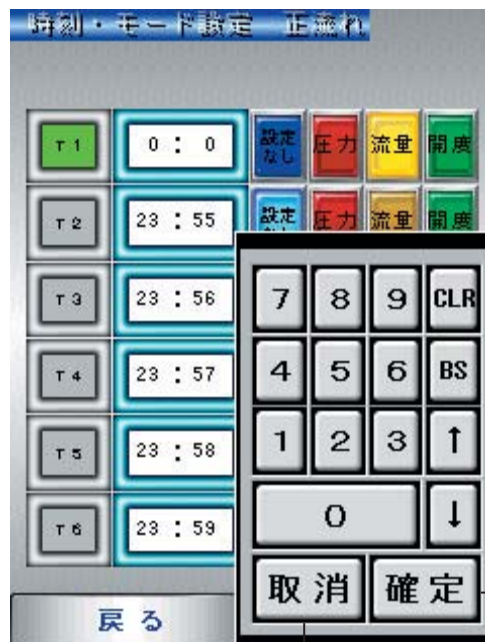 時刻・モード設定 正流れ
T1 0:0 設定なし 圧力 流量 開度
T2 23:55 設定なし 圧力 流量 開度
T3 23:56
T4 23:57
T5 23:58
T6 23:59
7 8 9 CLR
4 5 6 BS
1 2 3 ↑
0 ↓
取消 確定
戻る